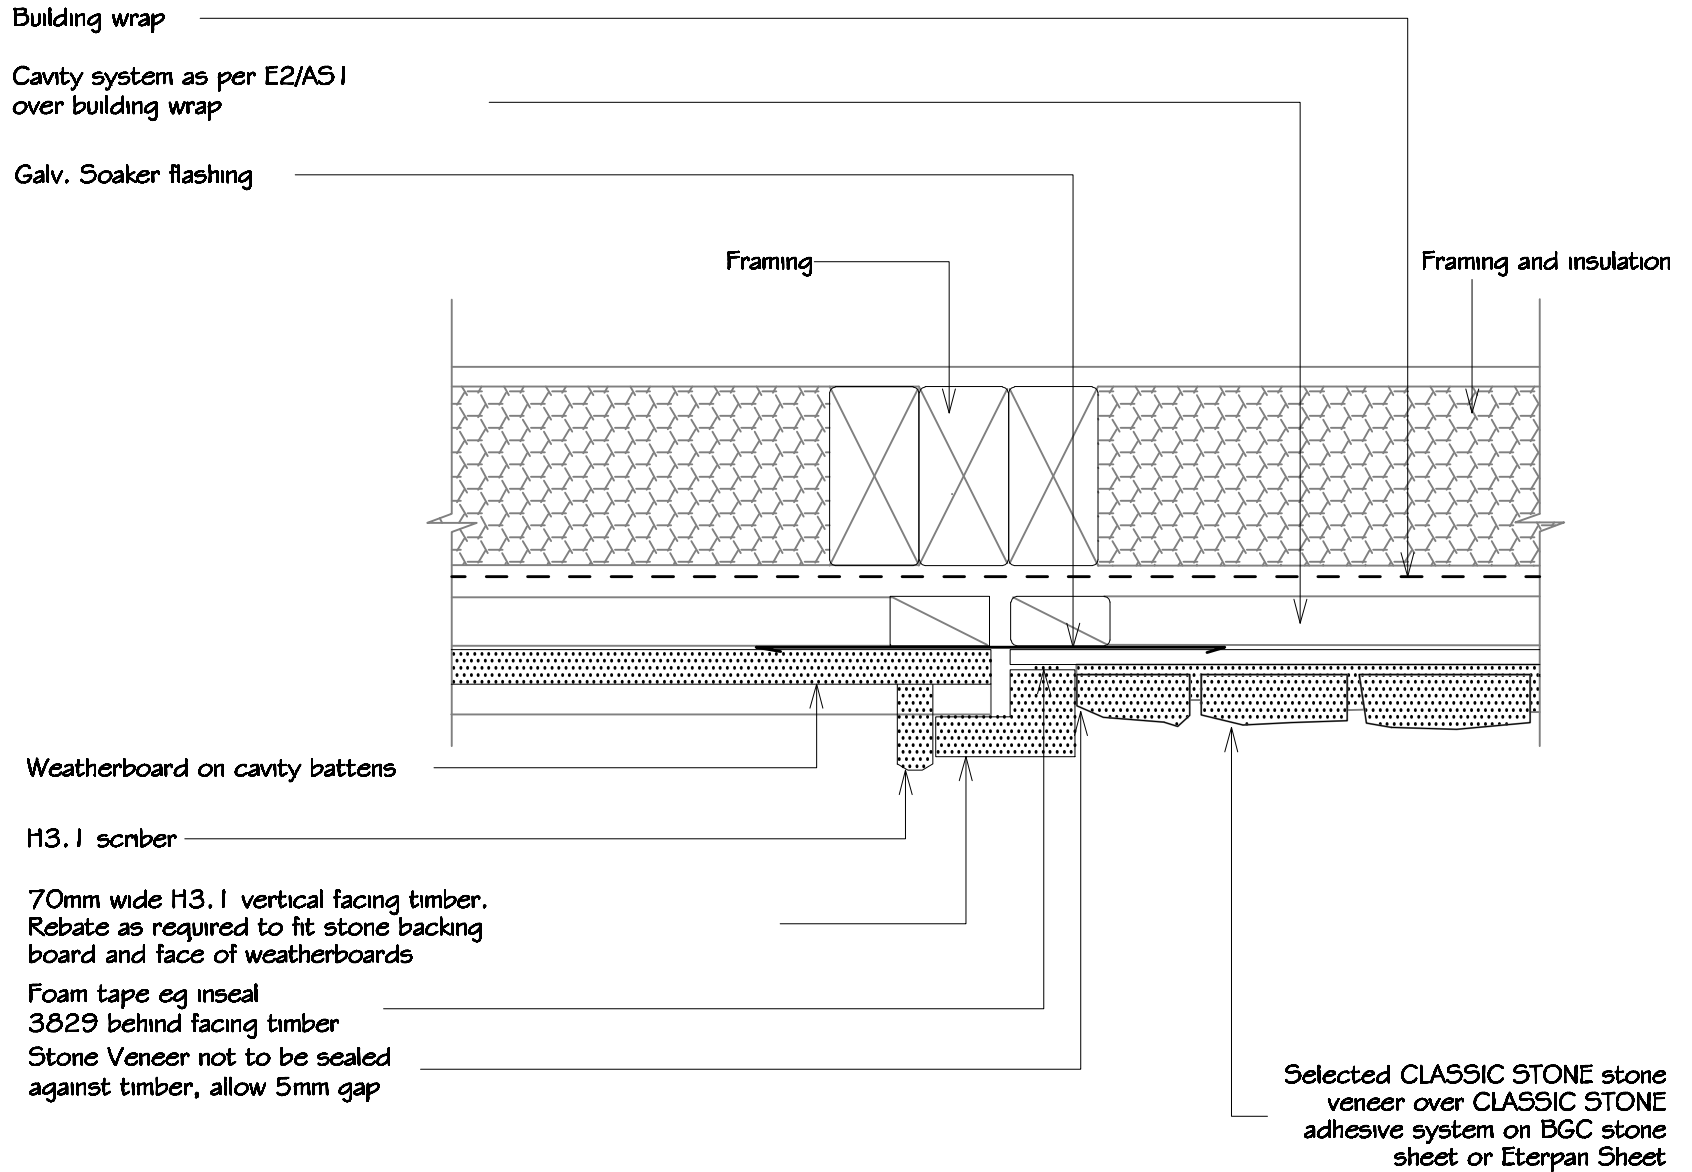 Building wrap
Cavity system as per E2/AS1
over building wrap
Galv. Soaker flashing
Framing
Framing and insulation
Weatherboard on cavity battens
H3.1 scriber
70mm wide H3.1 vertical facing timber.
Rebate as required to fit stone backing
board and face of weatherboards
Foam tape eg inseal
3829 behind facing timber
Stone Veneer not to be sealed
against timber, allow 5mm gap
Selected CLASSIC STONE stone
veneer over CLASSIC STONE
adhesive system on BGC stone
sheet or Eterpan Sheet